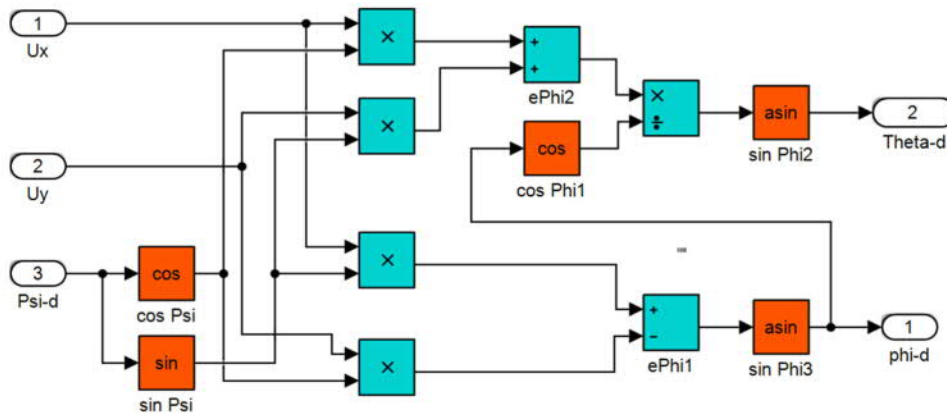 1
Ux
×
×
+
+
ePhi2
×
÷
asin
sin Phi2
2
Theta-d
cos
cos Phi1
2
Uy
3
Psi-d
cos
cos Psi
sin
sin Psi
×
×
+
−
ePhi1
asin
sin Phi3
1
phi-d